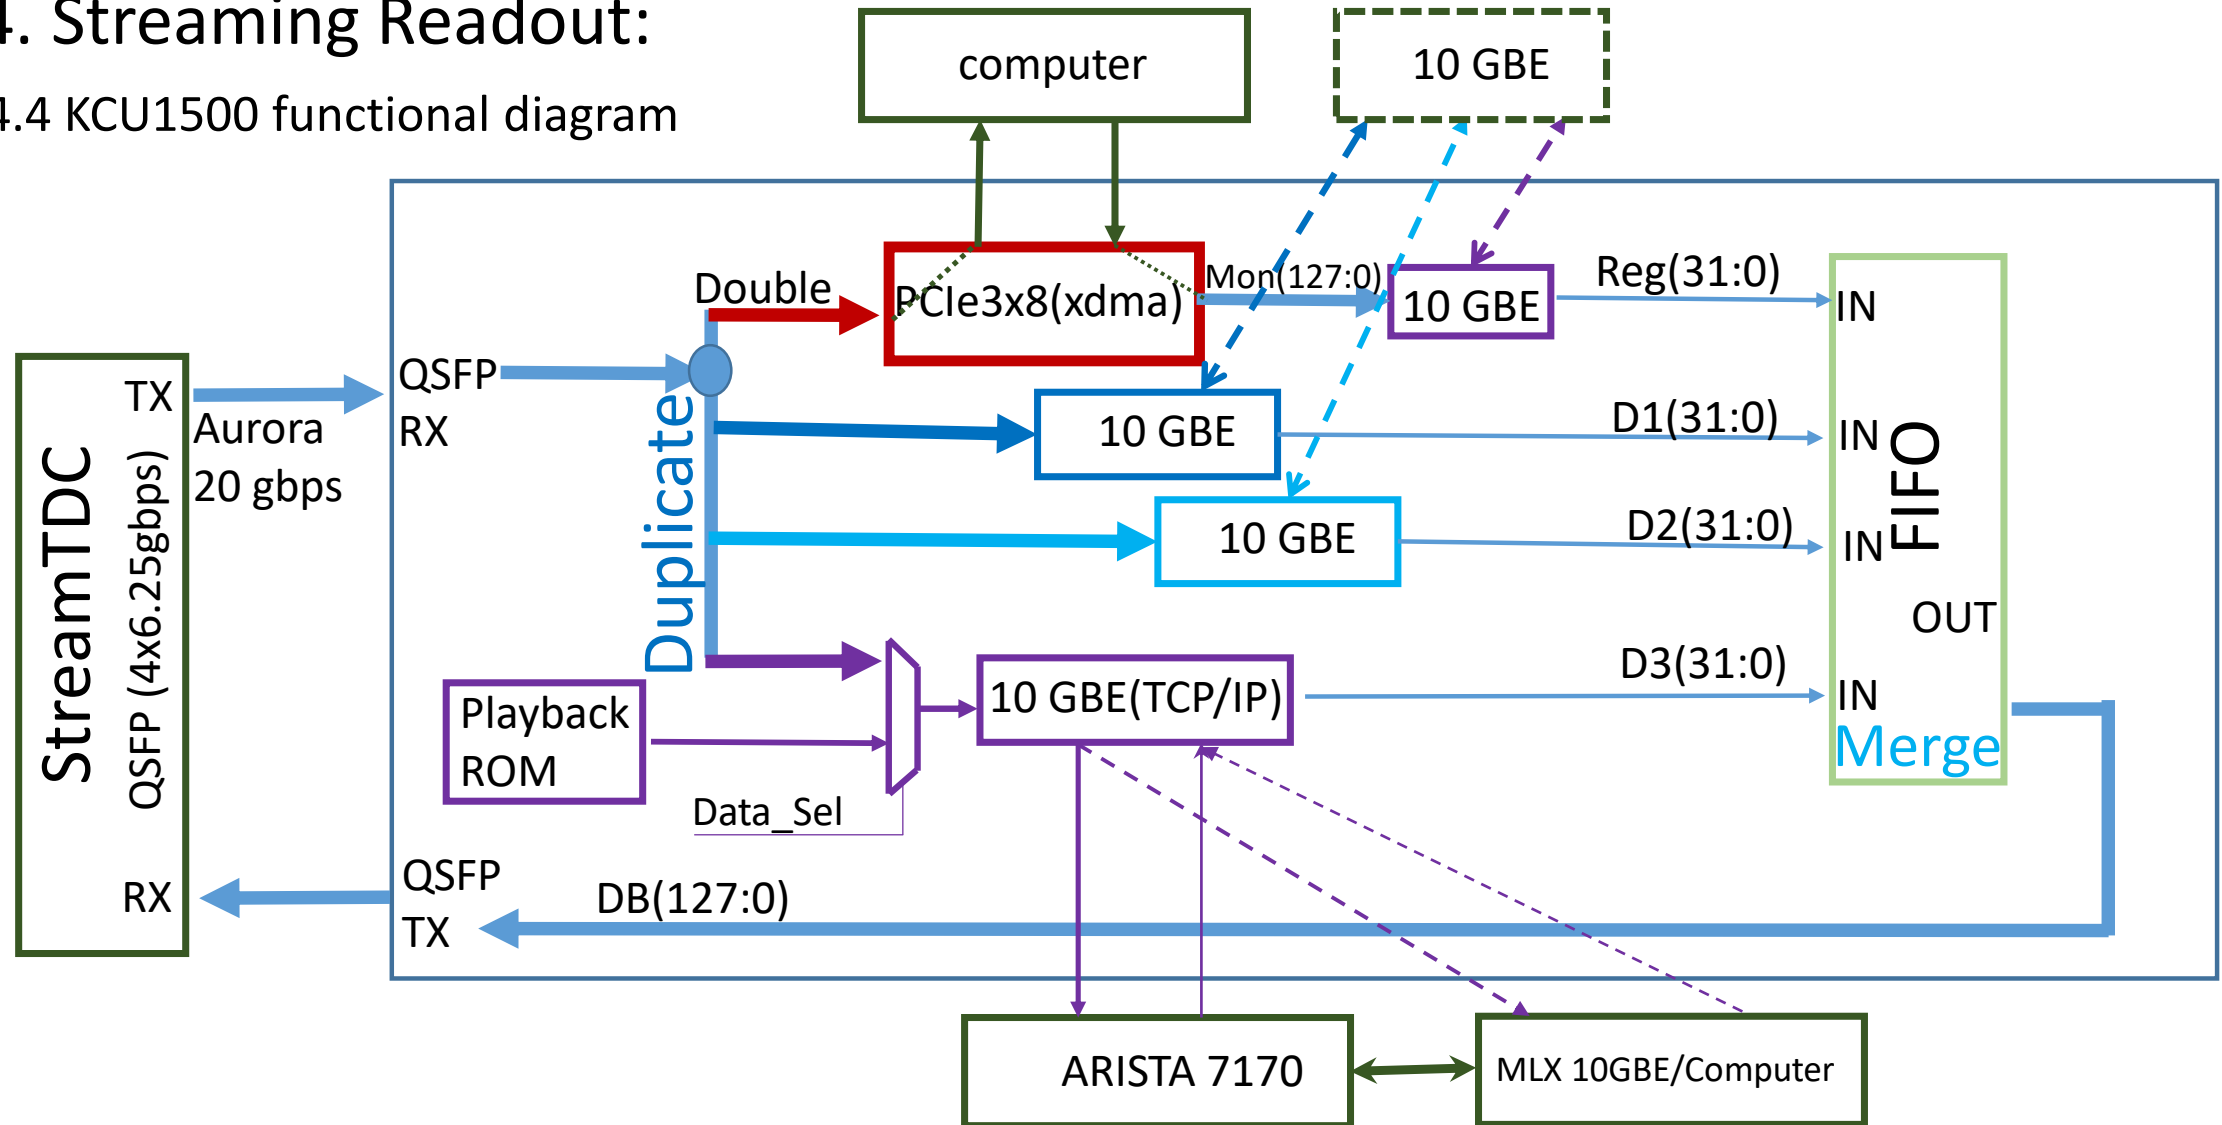 4. Streaming Readout:
4.4 KCU1500 functional diagram
computer
10 GBE
Double
PCIe3x8(xdma)
Mon(127:0)
10 GBE
Reg(31:0)
IN
StreamTDC
QSFP (4x6.25gbps)
TX
Aurora
20 gbps
QSFP
RX
Duplicate
10 GBE
D1(31:0)
IN
FIFO
10 GBE
D2(31:0)
IN
OUT
Playback
ROM
10 GBE(TCP/IP)
D3(31:0)
IN
Merge
Data_Sel
RX
QSFP
TX
DB(127:0)
ARISTA 7170
MLX 10GBE/Computer